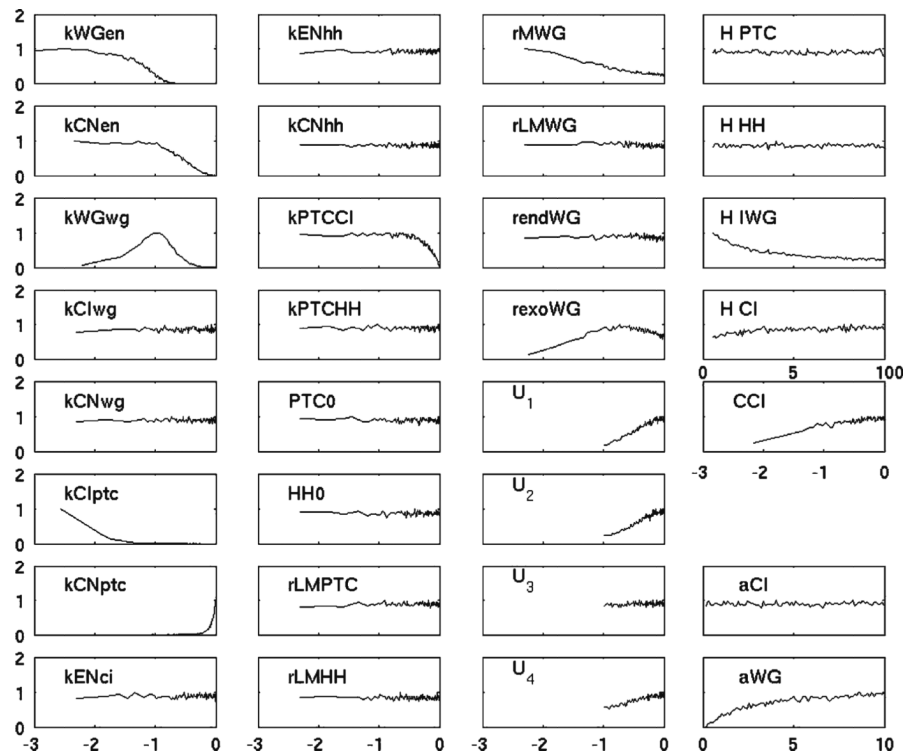 2 kWGen kENhh rMWG H PTC
1
0
2 kCNen kCNhh rLMWG H HH
1
0
2 kWGwg kPTCCI rendWG H IWG
1
0
2 kCIwg kPTCHH rexoWG H CI
1
0
0 5 100
2 kCNwg PTC0 U1 CCI
1
0
-3 -2 -1 0
2 kCIptc HH0 U2
1
0
2 kCNptc rLMPTC U3 aCI
1
0
2 kENci rLMHH U4 aWG
1
0
-3 -2 -1 0 -2 -1 0 -2 -1 0 0 5 10